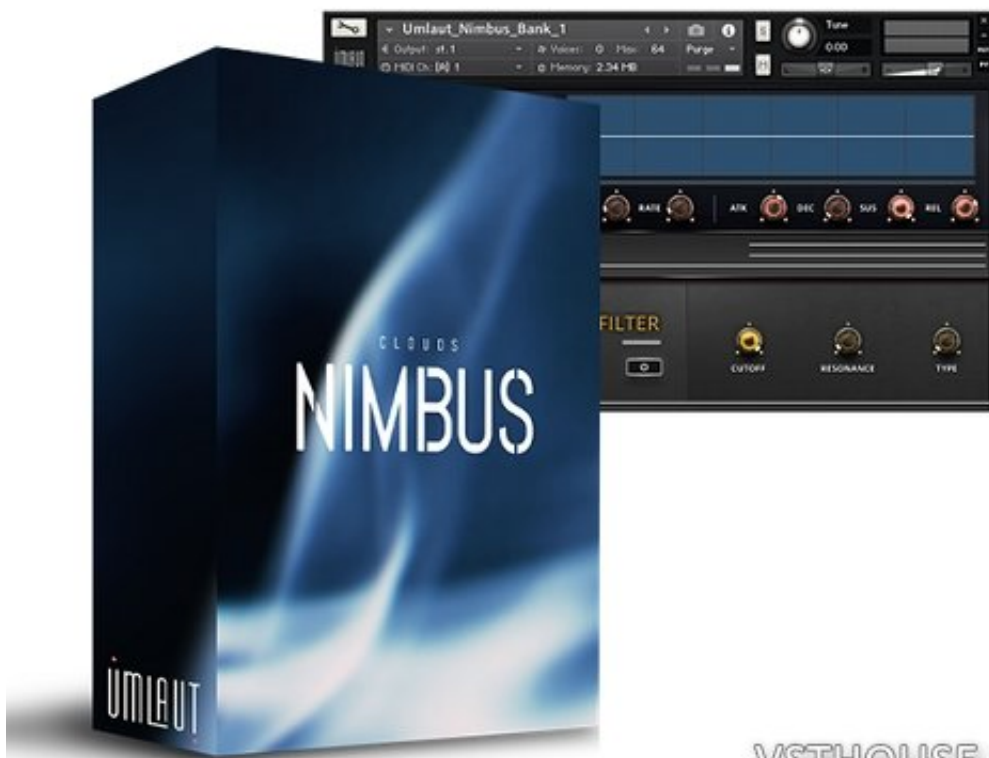 Umlaut_Nimbus_Bank_1
Output: st.1 Voices: 0 Max: 64 Purge
MIDI Ch: [A] 1 Memory: 2.34 MB
S
M
Tune
0.00
RATE ATK DEC SUS REL
FILTER
CUTOFF RESONANCE TYPE
CLOUDS
NIMBUS
ÜMLAUT
VSTHOUSE